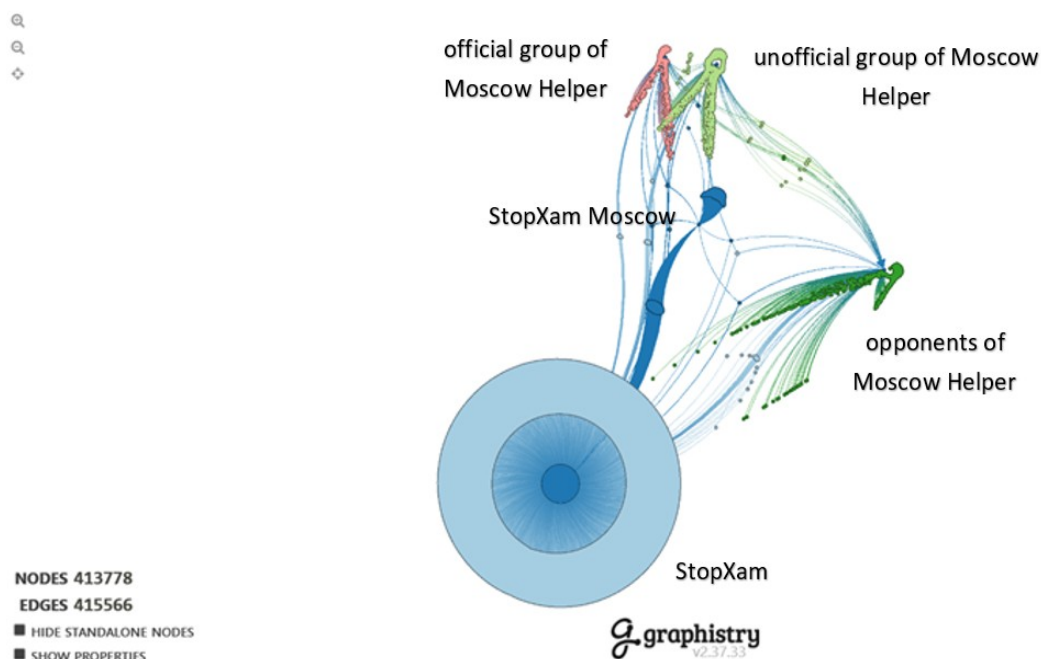 official group of
Moscow Helper
unofficial group of Moscow
Helper
StopXam Moscow
opponents of
Moscow Helper
StopXam
NODES 413778
EDGES 415566
HIDE STANDALONE NODES
SHOW PROPERTIES
graphistry
v2.37.33